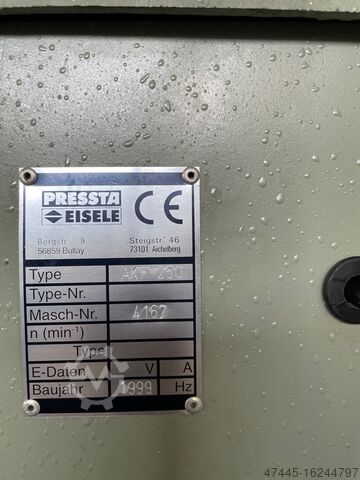 PRESSTA
EISELE
CE
Bergstr. 9
56859 Bullay
Steigstr. 46
73101 Aichelberg
Type AKF 250
Type-Nr.
Masch-Nr. 4167
n (min⁻¹)
Type
E-Daten V A
Baujahr 1999 Hz
47445-16244797